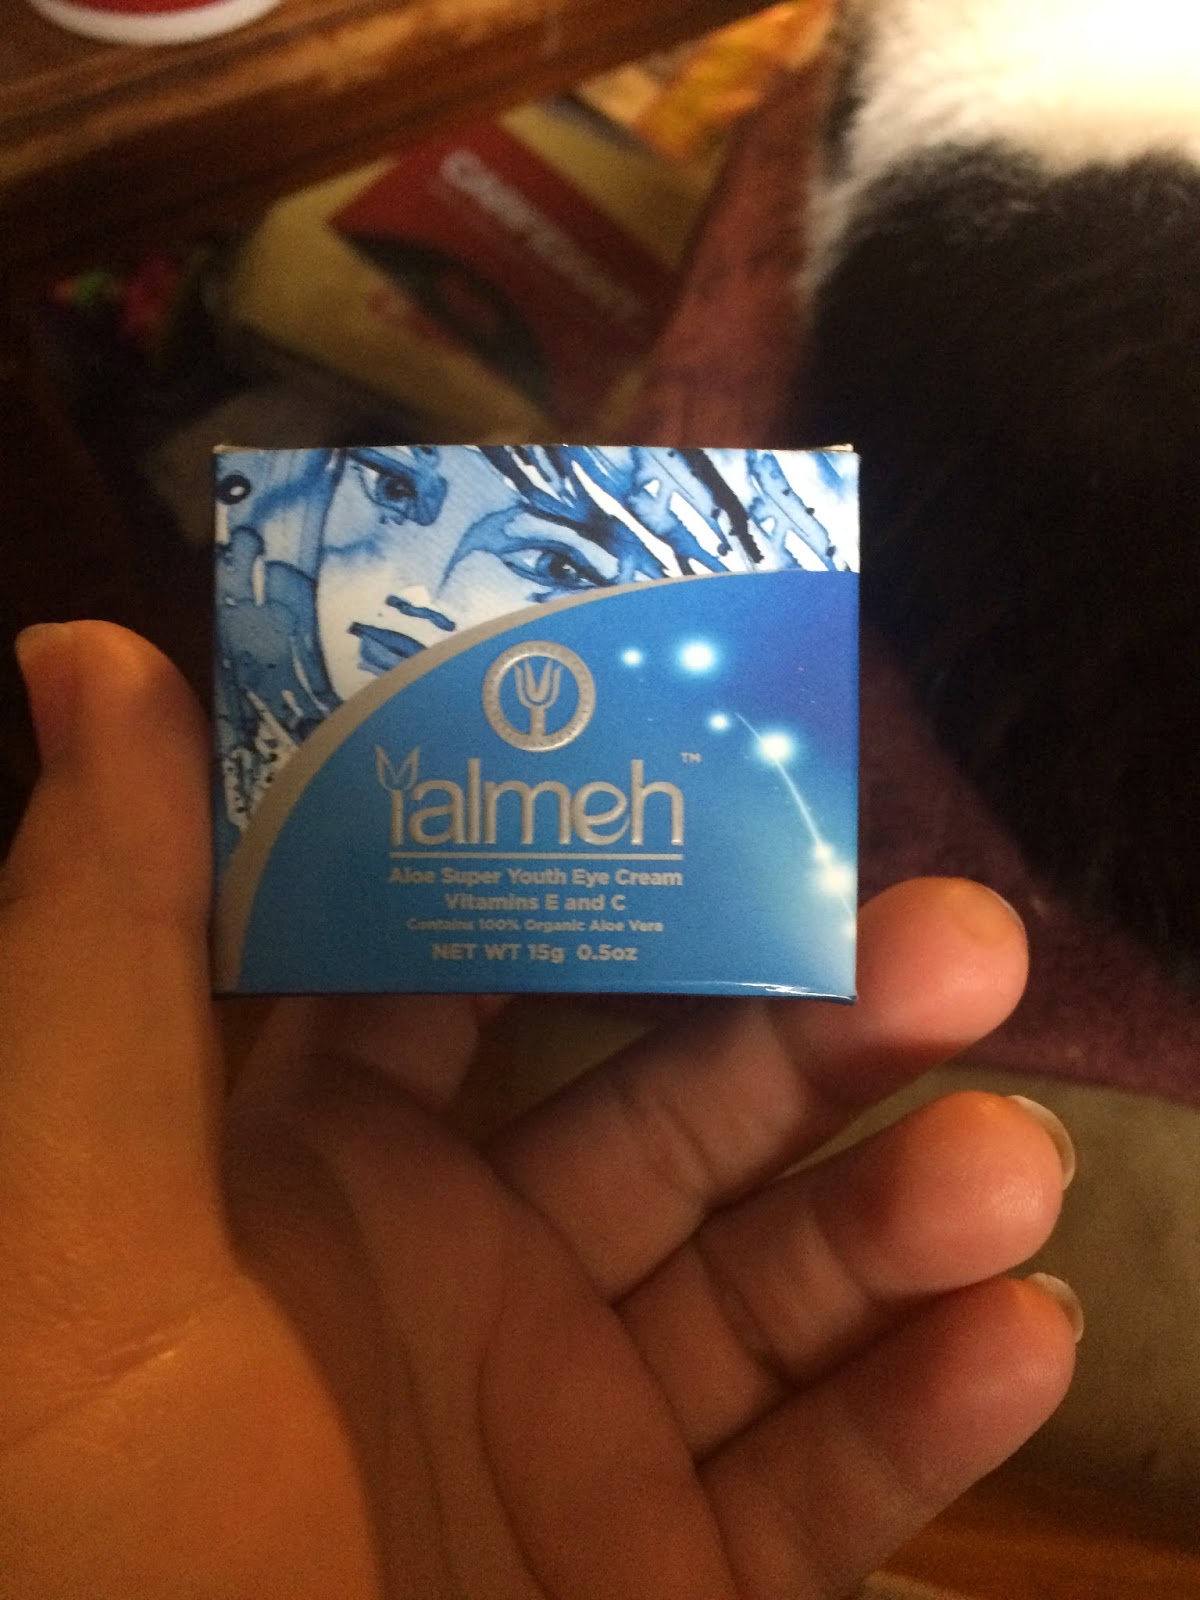 Yalmeh™
Aloe Super Youth Eye Cream
Vitamins E and C
Contains 100% Organic Aloe Vera
NET WT 15g 0.5oz